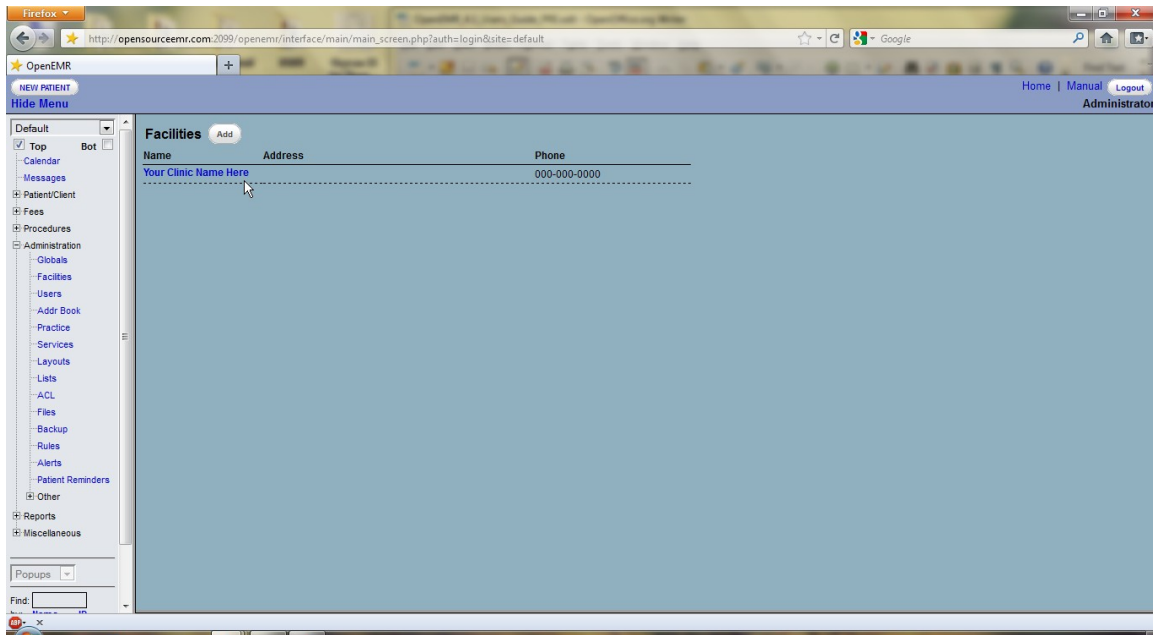 Firefox
http://opensourceemr.com:2099/openemr/interface/main/main_screen.php?auth=login&site=default
Google
OpenEMR
NEW PATIENT
Home | Manual Logout
Hide Menu
Administrator
Default
Top Bot
Calendar
Messages
Patient/Client
Fees
Procedures
Administration
Globals
Facilities
Users
Addr Book
Practice
Services
Layouts
Lists
ACL
Files
Backup
Rules
Alerts
Patient Reminders
Other
Reports
Miscellaneous
Popups
Find:
Facilities Add
Name Address Phone
Your Clinic Name Here 000-000-0000
ABP